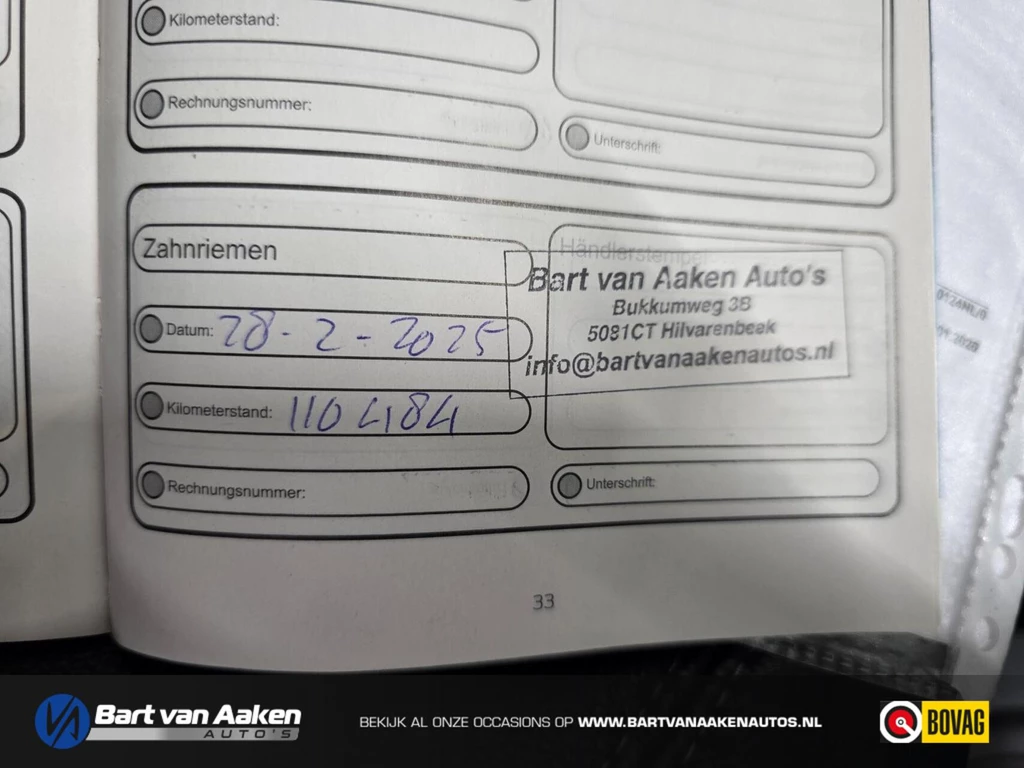 Kilometerstand:
Rechnungsnummer:
Unterschrift:
Zahnriemen
Händlerstempel
Bart van Aaken Auto's
Bukkumweg 3B
5081CT Hilvarenbeek
info@bartvanaakenautos.nl
Datum: 28-2-2025
Kilometerstand: 110484
Rechnungsnummer:
Unterschrift:
33
Bart van Aaken
AUTO'S
BEKIJK AL ONZE OCCASIONS OP WWW.BARTVANAAKENAUTOS.NL
BOVAG